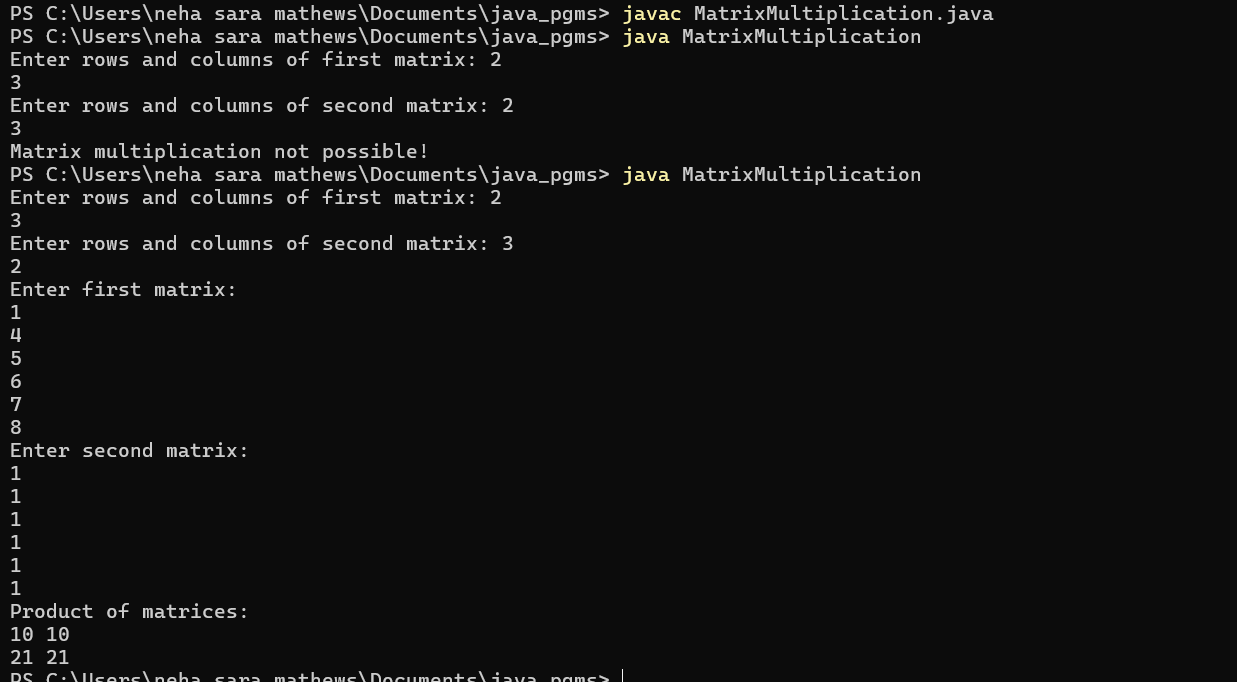 PS C:\Users\neha sara mathews\Documents\java_pgms> javac MatrixMultiplication.java
PS C:\Users\neha sara mathews\Documents\java_pgms> java MatrixMultiplication
Enter rows and columns of first matrix: 2
3
Enter rows and columns of second matrix: 2
3
Matrix multiplication not possible!
PS C:\Users\neha sara mathews\Documents\java_pgms> java MatrixMultiplication
Enter rows and columns of first matrix: 2
3
Enter rows and columns of second matrix: 3
2
Enter first matrix:
1
4
5
6
7
8
Enter second matrix:
1
1
1
1
1
1
Product of matrices:
10 10
21 21
PS C:\Users\neha sara mathews\Documents\java_pgms>